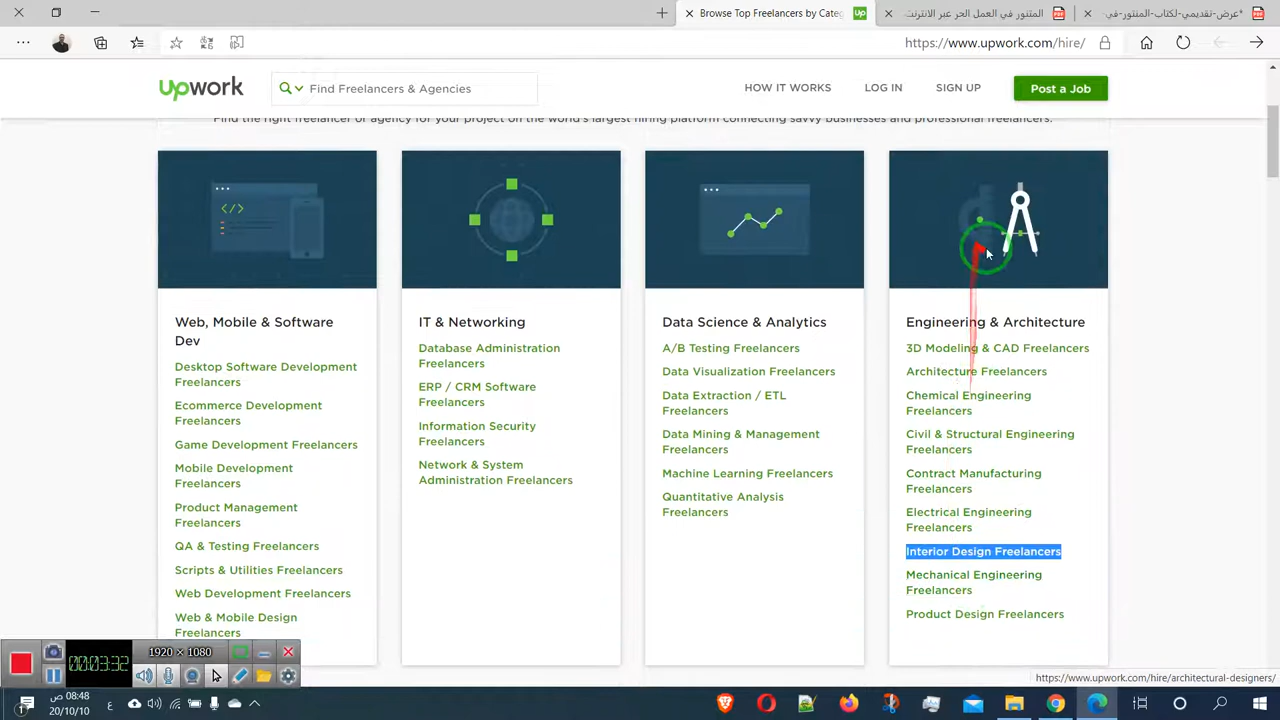 Browse Top Freelancers by Categ
المنثور في العمل الحر عبر الانترنت
عرض-تقديمي-لكتاب-المنثور-في
https://www.upwork.com/hire/
upwork
Find Freelancers & Agencies
HOW IT WORKS
LOG IN
SIGN UP
Post a Job
Find the right freelancer or agency for your project on the world's largest hiring platform connecting savvy businesses and professional freelancers.
Web, Mobile & Software
Dev
Desktop Software Development
Freelancers
Ecommerce Development
Freelancers
Game Development Freelancers
Mobile Development
Freelancers
Product Management
Freelancers
QA & Testing Freelancers
Scripts & Utilities Freelancers
Web Development Freelancers
Web & Mobile Design
Freelancers
IT & Networking
Database Administration
Freelancers
ERP / CRM Software
Freelancers
Information Security
Freelancers
Network & System
Administration Freelancers
Data Science & Analytics
A/B Testing Freelancers
Data Visualization Freelancers
Data Extraction / ETL
Freelancers
Data Mining & Management
Freelancers
Machine Learning Freelancers
Quantitative Analysis
Freelancers
Engineering & Architecture
3D Modeling & CAD Freelancers
Architecture Freelancers
Chemical Engineering
Freelancers
Civil & Structural Engineering
Freelancers
Contract Manufacturing
Freelancers
Electrical Engineering
Freelancers
Interior Design Freelancers
Mechanical Engineering
Freelancers
Product Design Freelancers
https://www.upwork.com/hire/architectural-designers/
00:03:32
1920 × 1080
08:48 ص
20/10/10